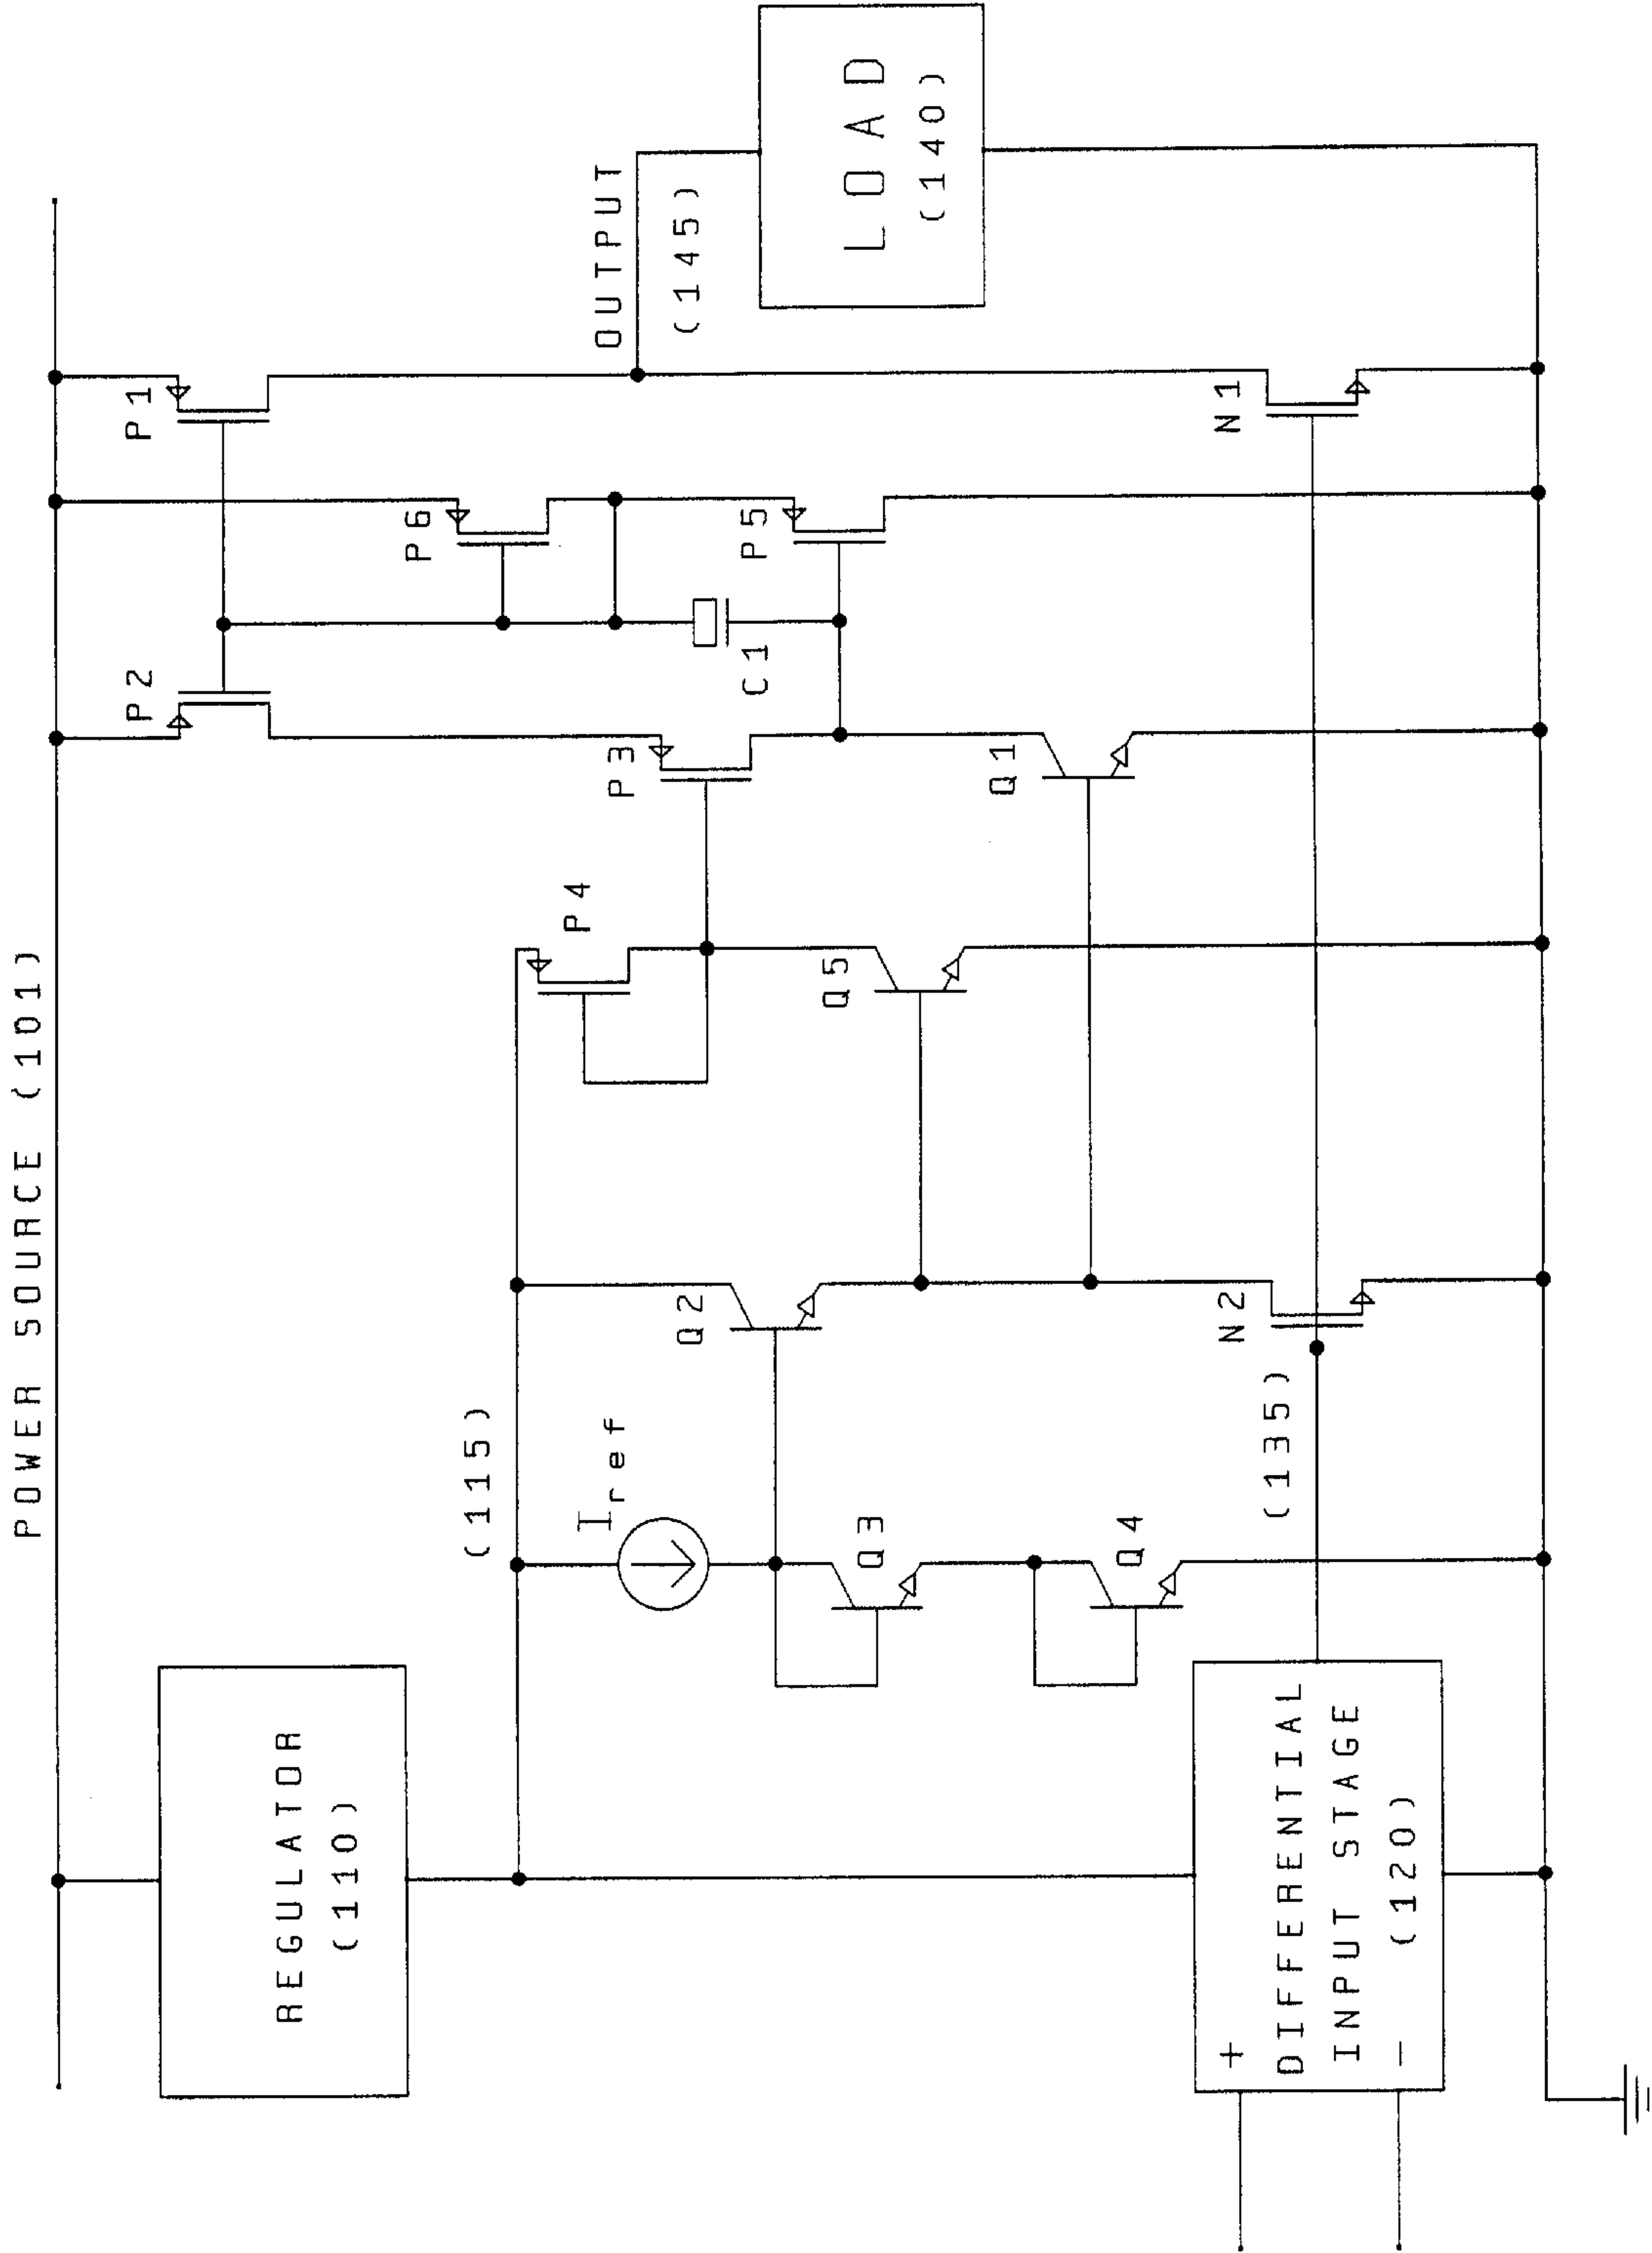 POWER SOURCE (101)
REGULATOR
(110)
(115)
I ref
Q3
Q4
Q2
N2
(135)
DIFFERENTIAL
INPUT STAGE
(120)
+
−
P4
Q5
P2
P3
Q1
C1
P6
P5
P1
N1
OUTPUT
(145)
LOAD
(140)